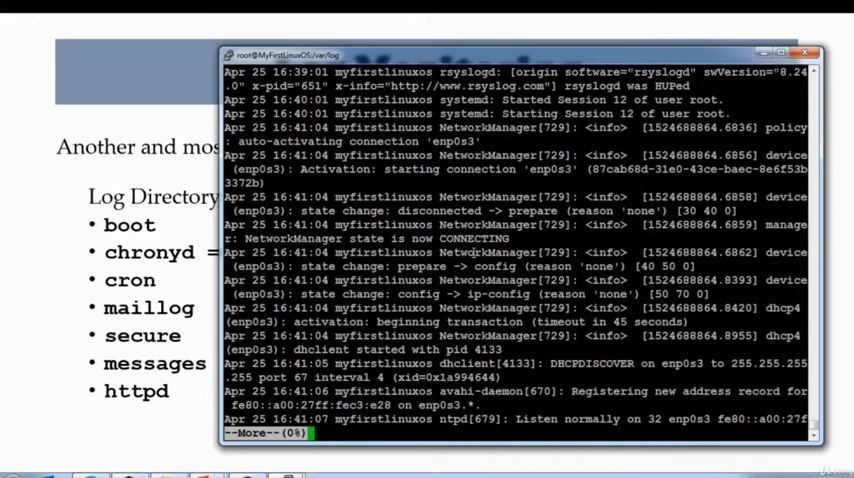 root@MyFirstLinuxOS:/var/log
Apr 25 16:39:01 myfirstlinuxos rsyslogd: [origin software="rsyslogd" swVersion="8.24
.0" x-pid="651" x-info="http://www.rsyslog.com"] rsyslogd was HUPed
Apr 25 16:40:01 myfirstlinuxos systemd: Started Session 12 of user root.
Apr 25 16:40:01 myfirstlinuxos systemd: Starting Session 12 of user root.
Apr 25 16:41:04 myfirstlinuxos NetworkManager[729]: <info>  [1524688864.6836] policy
: auto-activating connection 'enp0s3'
Apr 25 16:41:04 myfirstlinuxos NetworkManager[729]: <info>  [1524688864.6856] device
 (enp0s3): Activation: starting connection 'enp0s3' (87cab68d-31e0-43ce-baec-8e6f53b
3372b)
Apr 25 16:41:04 myfirstlinuxos NetworkManager[729]: <info>  [1524688864.6858] device
 (enp0s3): state change: disconnected -> prepare (reason 'none') [30 40 0]
Apr 25 16:41:04 myfirstlinuxos NetworkManager[729]: <info>  [1524688864.6859] manage
r: NetworkManager state is now CONNECTING
Apr 25 16:41:04 myfirstlinuxos NetworkManager[729]: <info>  [1524688864.6862] device
 (enp0s3): state change: prepare -> config (reason 'none') [40 50 0]
Apr 25 16:41:04 myfirstlinuxos NetworkManager[729]: <info>  [1524688864.8393] device
 (enp0s3): state change: config -> ip-config (reason 'none') [50 70 0]
Apr 25 16:41:04 myfirstlinuxos NetworkManager[729]: <info>  [1524688864.8420] dhcp4
(enp0s3): activation: beginning transaction (timeout in 45 seconds)
Apr 25 16:41:04 myfirstlinuxos NetworkManager[729]: <info>  [1524688864.8955] dhcp4
(enp0s3): dhclient started with pid 4133
Apr 25 16:41:05 myfirstlinuxos dhclient[4133]: DHCPDISCOVER on enp0s3 to 255.255.255
.255 port 67 interval 4 (xid=0x1a994644)
Apr 25 16:41:06 myfirstlinuxos avahi-daemon[670]: Registering new address record for
 fe80::a00:27ff:fec3:e28 on enp0s3.*.
Apr 25 16:41:07 myfirstlinuxos ntpd[679]: Listen normally on 32 enp0s3 fe80::a00:27f
--More--(0%)
Another and mos
Log Directory
• boot
• chronyd =
• cron
• maillog
• secure
• messages
• httpd